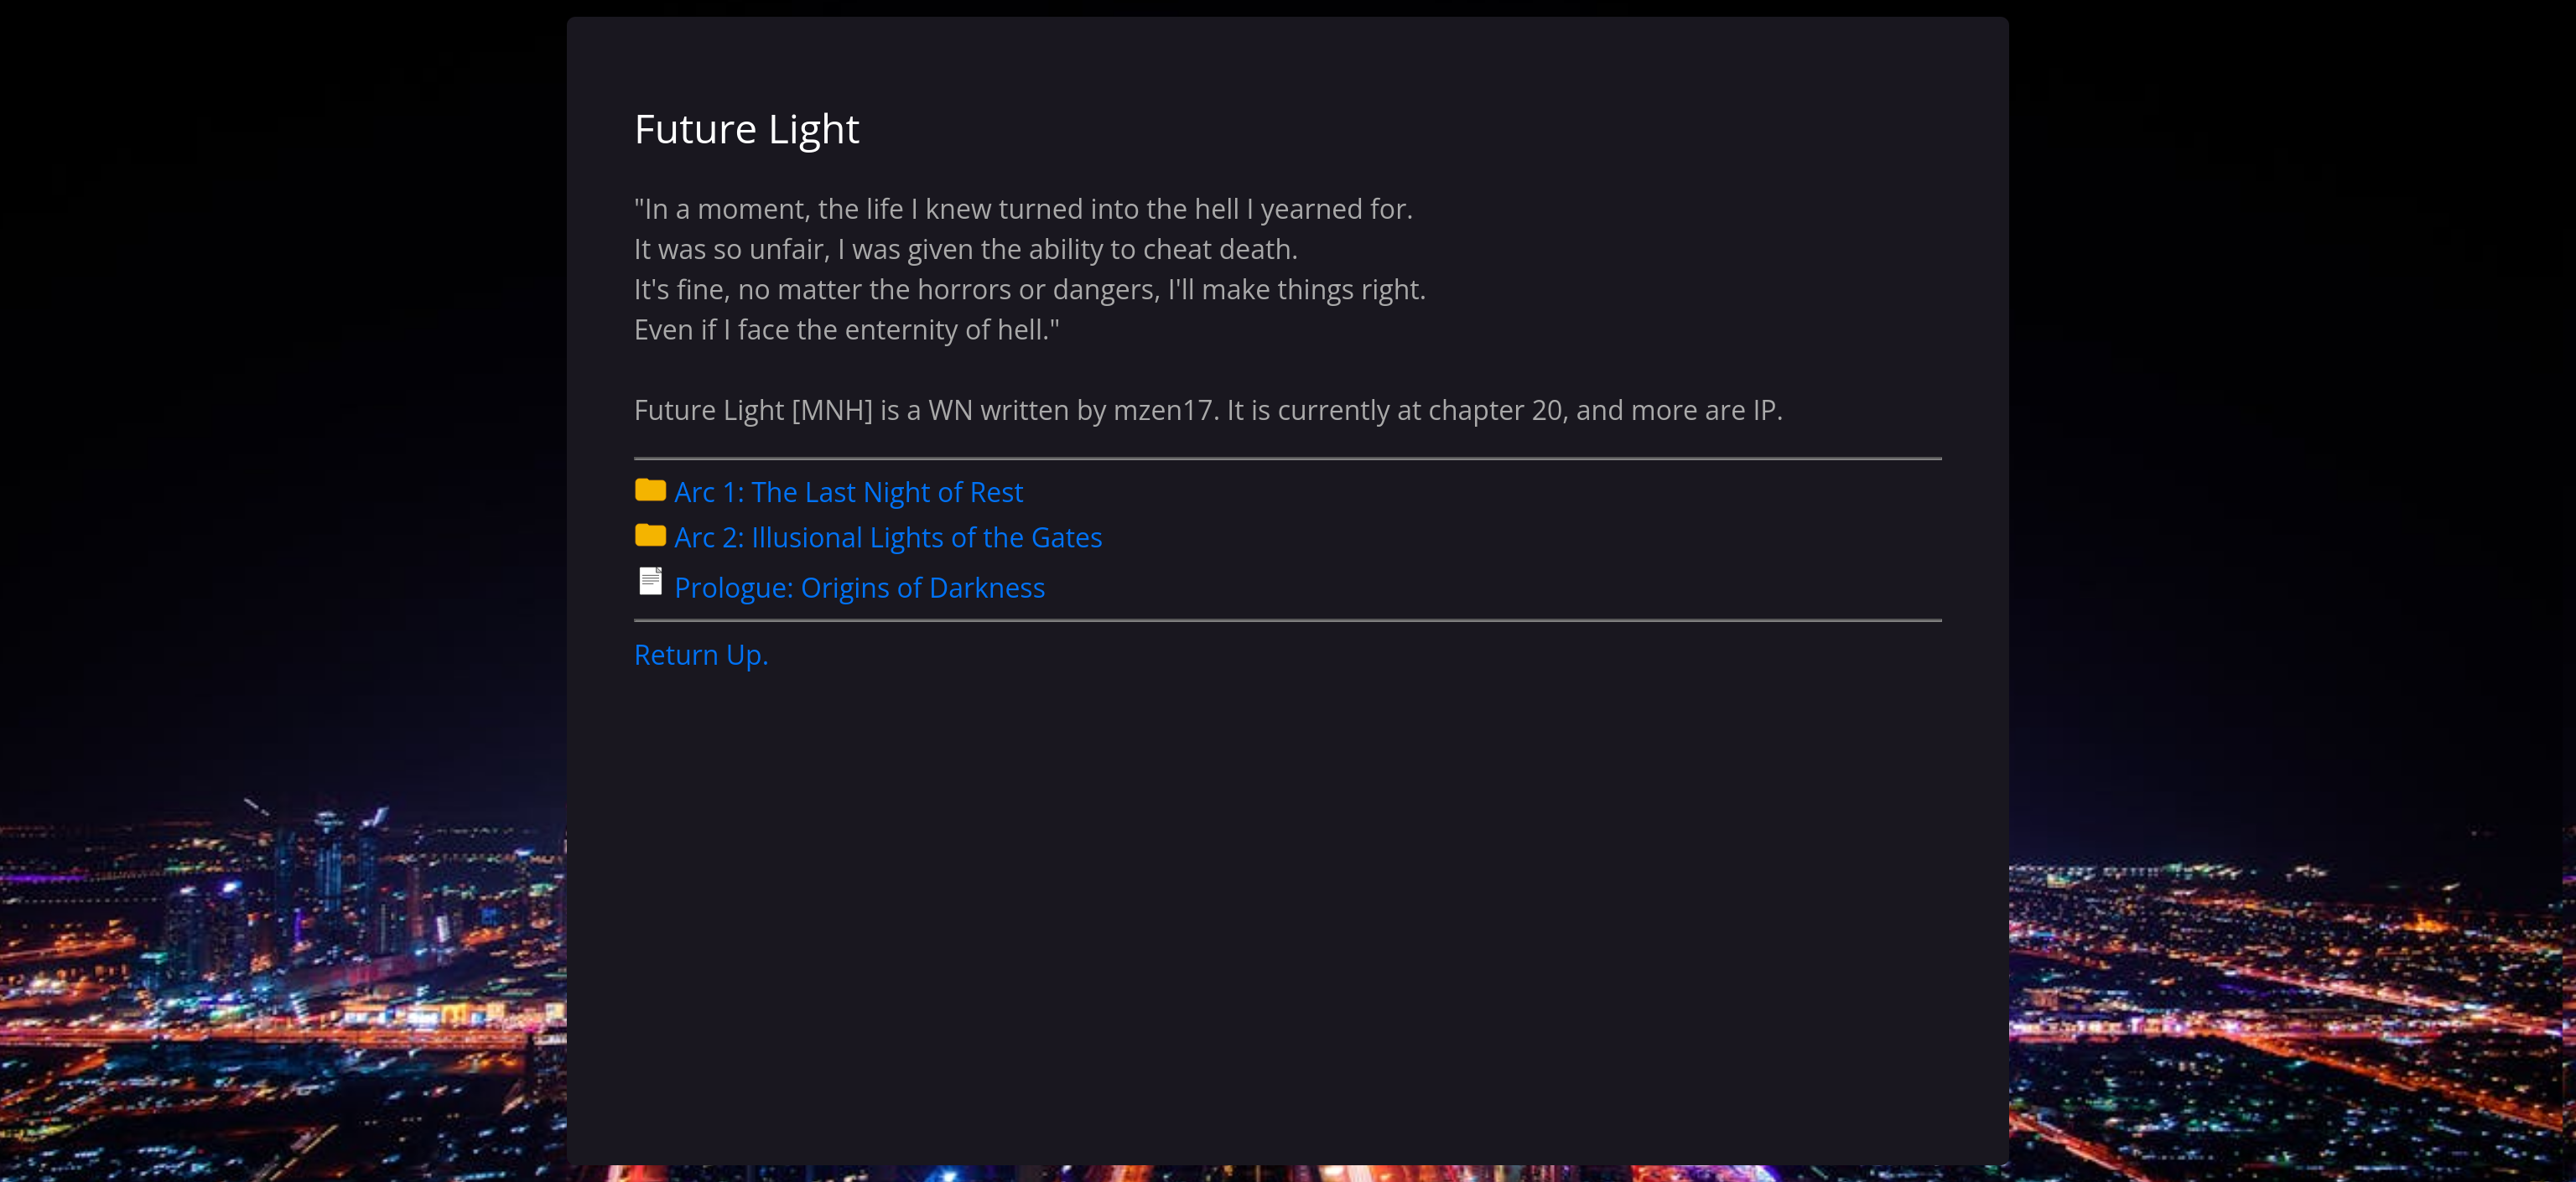 Future Light
"In a moment, the life I knew turned into the hell I yearned for.
It was so unfair, I was given the ability to cheat death.
It's fine, no matter the horrors or dangers, I'll make things right.
Even if I face the enternity of hell."
Future Light [MNH] is a WN written by mzen17. It is currently at chapter 20, and more are IP.
Arc 1: The Last Night of Rest
Arc 2: Illusional Lights of the Gates
Prologue: Origins of Darkness
Return Up.